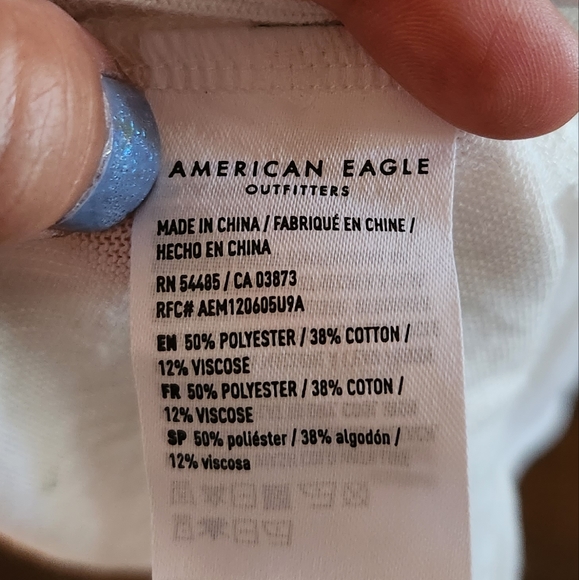 AMERICAN EAGLE
OUTFITTERS
MADE IN CHINA / FABRIQUÉ EN CHINE /
HECHO EN CHINA
RN 54485 / CA 03873
RFC# AEM120605U9A
EN 50% POLYESTER / 38% COTTON /
12% VISCOSE
FR 50% POLYESTER / 38% COTON /
12% VISCOSE
SP 50% poliéster / 38% algodón /
12% viscosa